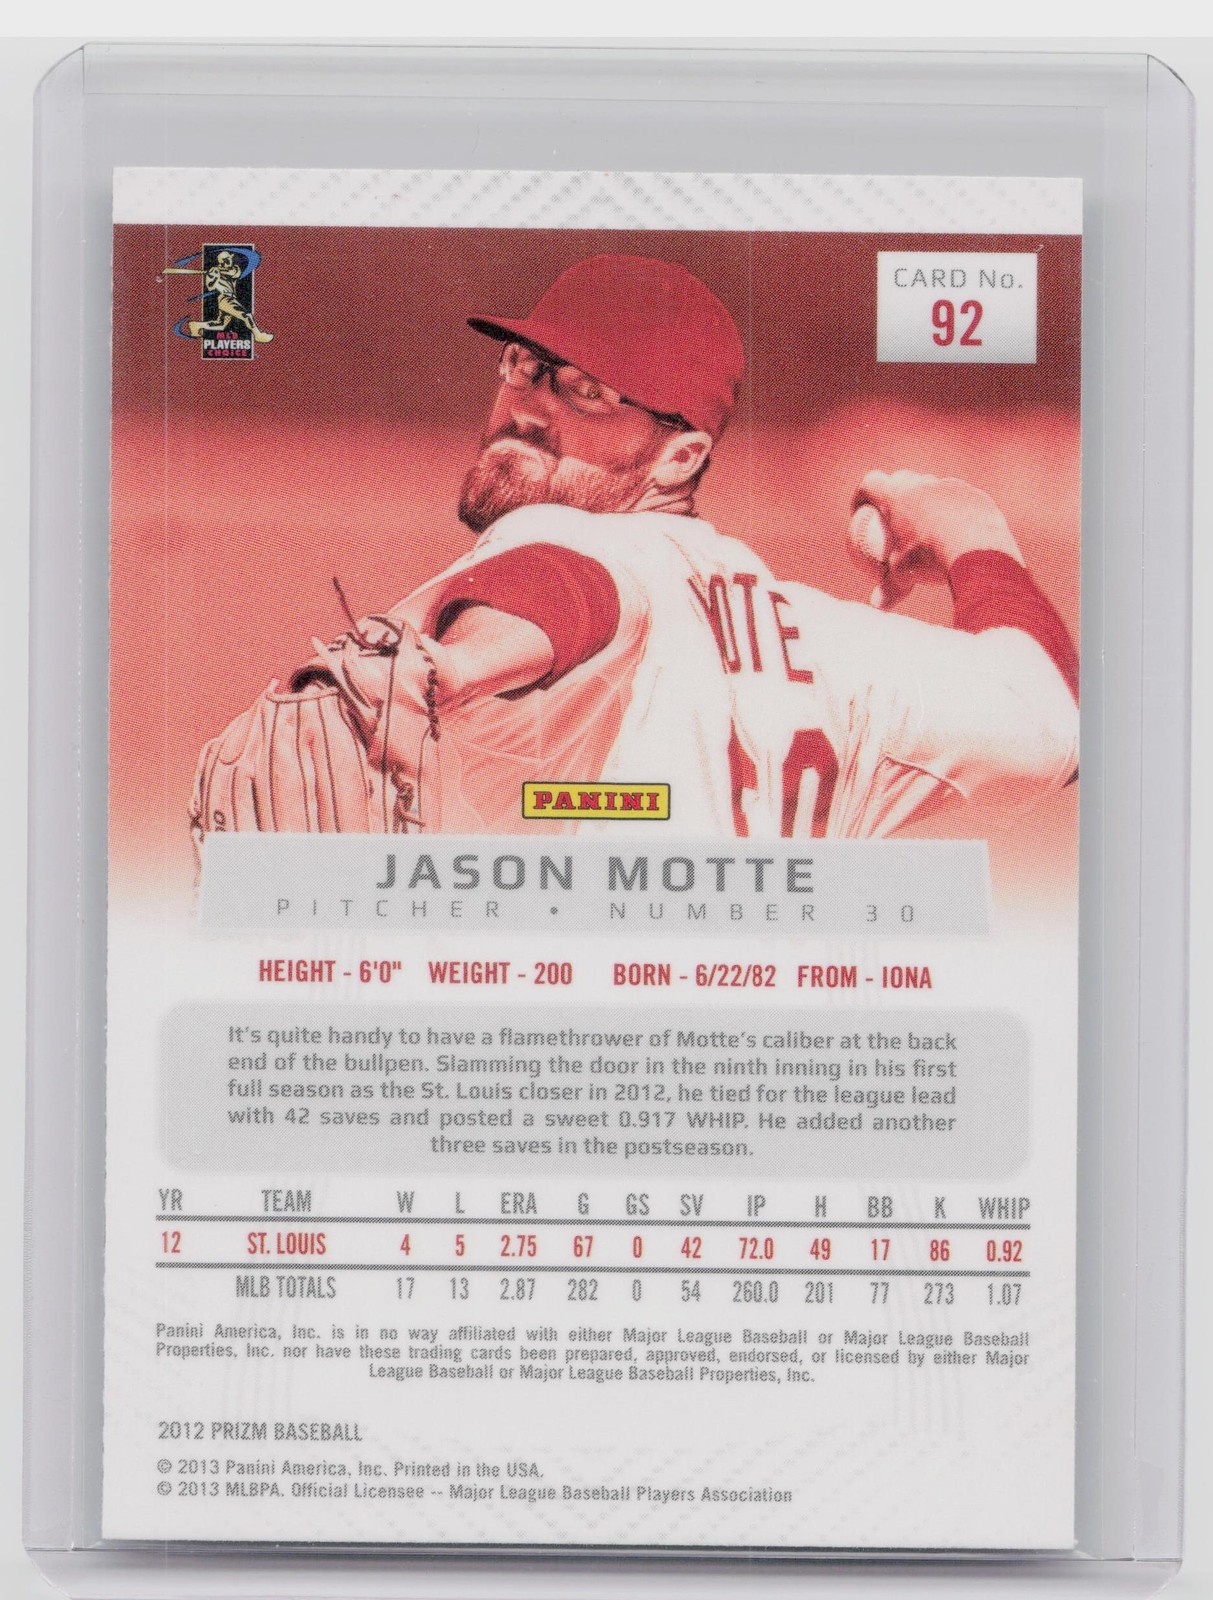 MLB
PLAYERS
CHOICE
CARD No.
92
OTTE
PANINI
JASON MOTTE
PITCHER • NUMBER 30
HEIGHT - 6'0" WEIGHT - 200 BORN - 6/22/82 FROM - IONA
It's quite handy to have a flamethrower of Motte's caliber at the back
end of the bullpen. Slamming the door in the ninth inning in his first
full season as the St. Louis closer in 2012, he tied for the league lead
with 42 saves and posted a sweet 0.917 WHIP. He added another
three saves in the postseason.
YR TEAM W L ERA G GS SV IP H BB K WHIP
12 ST. LOUIS 4 5 2.75 67 0 42 72.0 49 17 86 0.92
MLB TOTALS 17 13 2.87 282 0 54 260.0 201 77 273 1.07
Panini America, Inc. is in no way affiliated with either Major League Baseball or Major League Baseball
Properties, Inc. nor have these trading cards been prepared, approved, endorsed, or licensed by either Major
League Baseball or Major League Baseball Properties, Inc.
2012 PRIZM BASEBALL
© 2013 Panini America, Inc. Printed in the USA.
© 2013 MLBPA. Official Licensee -- Major League Baseball Players Association